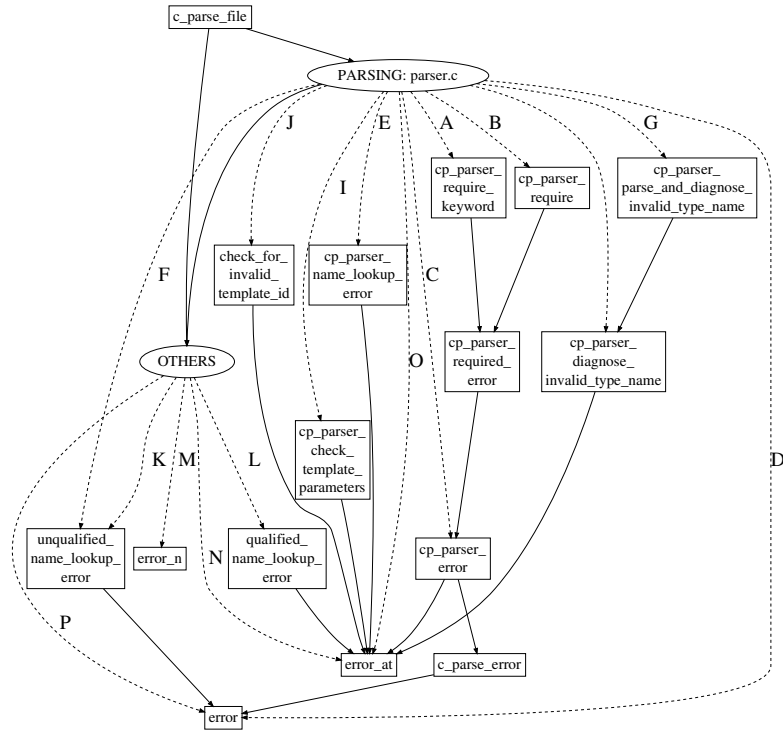 c_parse_file
PARSING: parser.c
J
E
A
B
G
cp_parser_
require_
keyword
cp_parser_
require
cp_parser_
parse_and_diagnose_
invalid_type_name
I
F
check_for_
invalid_
template_id
cp_parser_
name_lookup_
error
C
OTHERS
O
cp_parser_
required_
error
cp_parser_
diagnose_
invalid_type_name
K
M
L
cp_parser_
check_
template_
parameters
D
unqualified_
name_lookup_
error
error_n
N
qualified_
name_lookup_
error
cp_parser_
error
P
error_at
c_parse_error
error